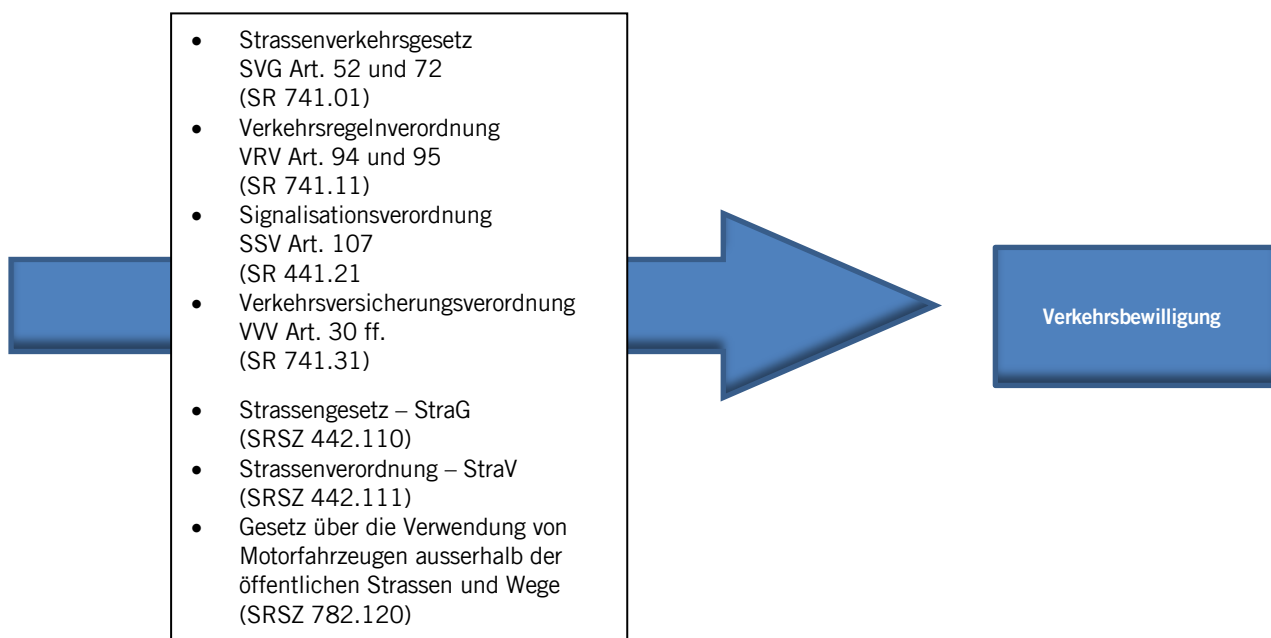 • Strassenverkehrsgesetz
SVG Art. 52 und 72
(SR 741.01)
• Verkehrsregelnverordnung
VRV Art. 94 und 95
(SR 741.11)
• Signalisationsverordnung
SSV Art. 107
(SR 441.21
• Verkehrsversicherungsverordnung
VVV Art. 30 ff.
(SR 741.31)
• Strassengesetz – StraG
(SRSZ 442.110)
• Strassenverordnung – StraV
(SRSZ 442.111)
• Gesetz über die Verwendung von
Motorfahrzeugen ausserhalb der
öffentlichen Strassen und Wege
(SRSZ 782.120)
Verkehrsbewilligung